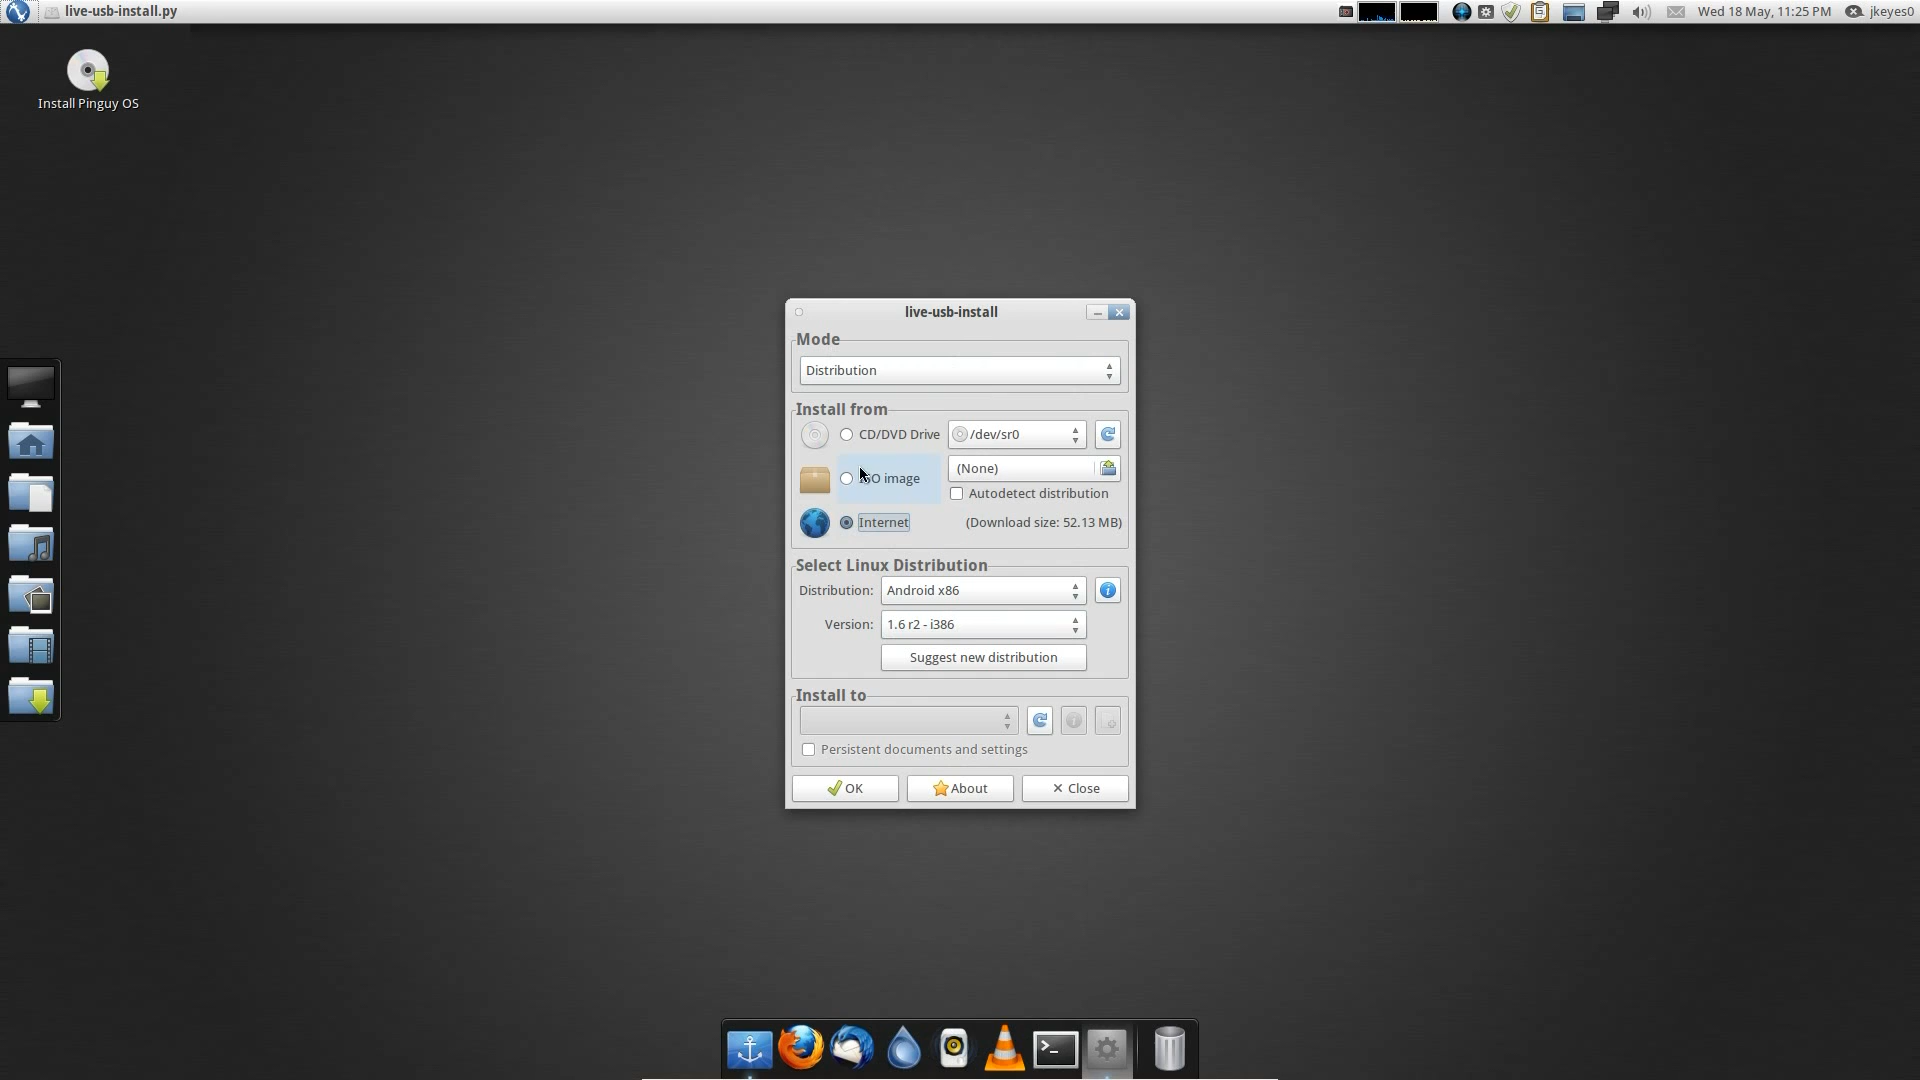 live-usb-install.py
Wed 18 May, 11:25 PM
jkeyes0
Install Pinguy OS
live-usb-install
Mode
Distribution
Install from
CD/DVD Drive
/dev/sr0
(None)
image
Autodetect distribution
Internet
(Download size: 52.13 MB)
Select Linux Distribution
Distribution:
Android x86
Version:
1.6 r2 - i386
Suggest new distribution
Install to
Persistent documents and settings
OK
About
Close